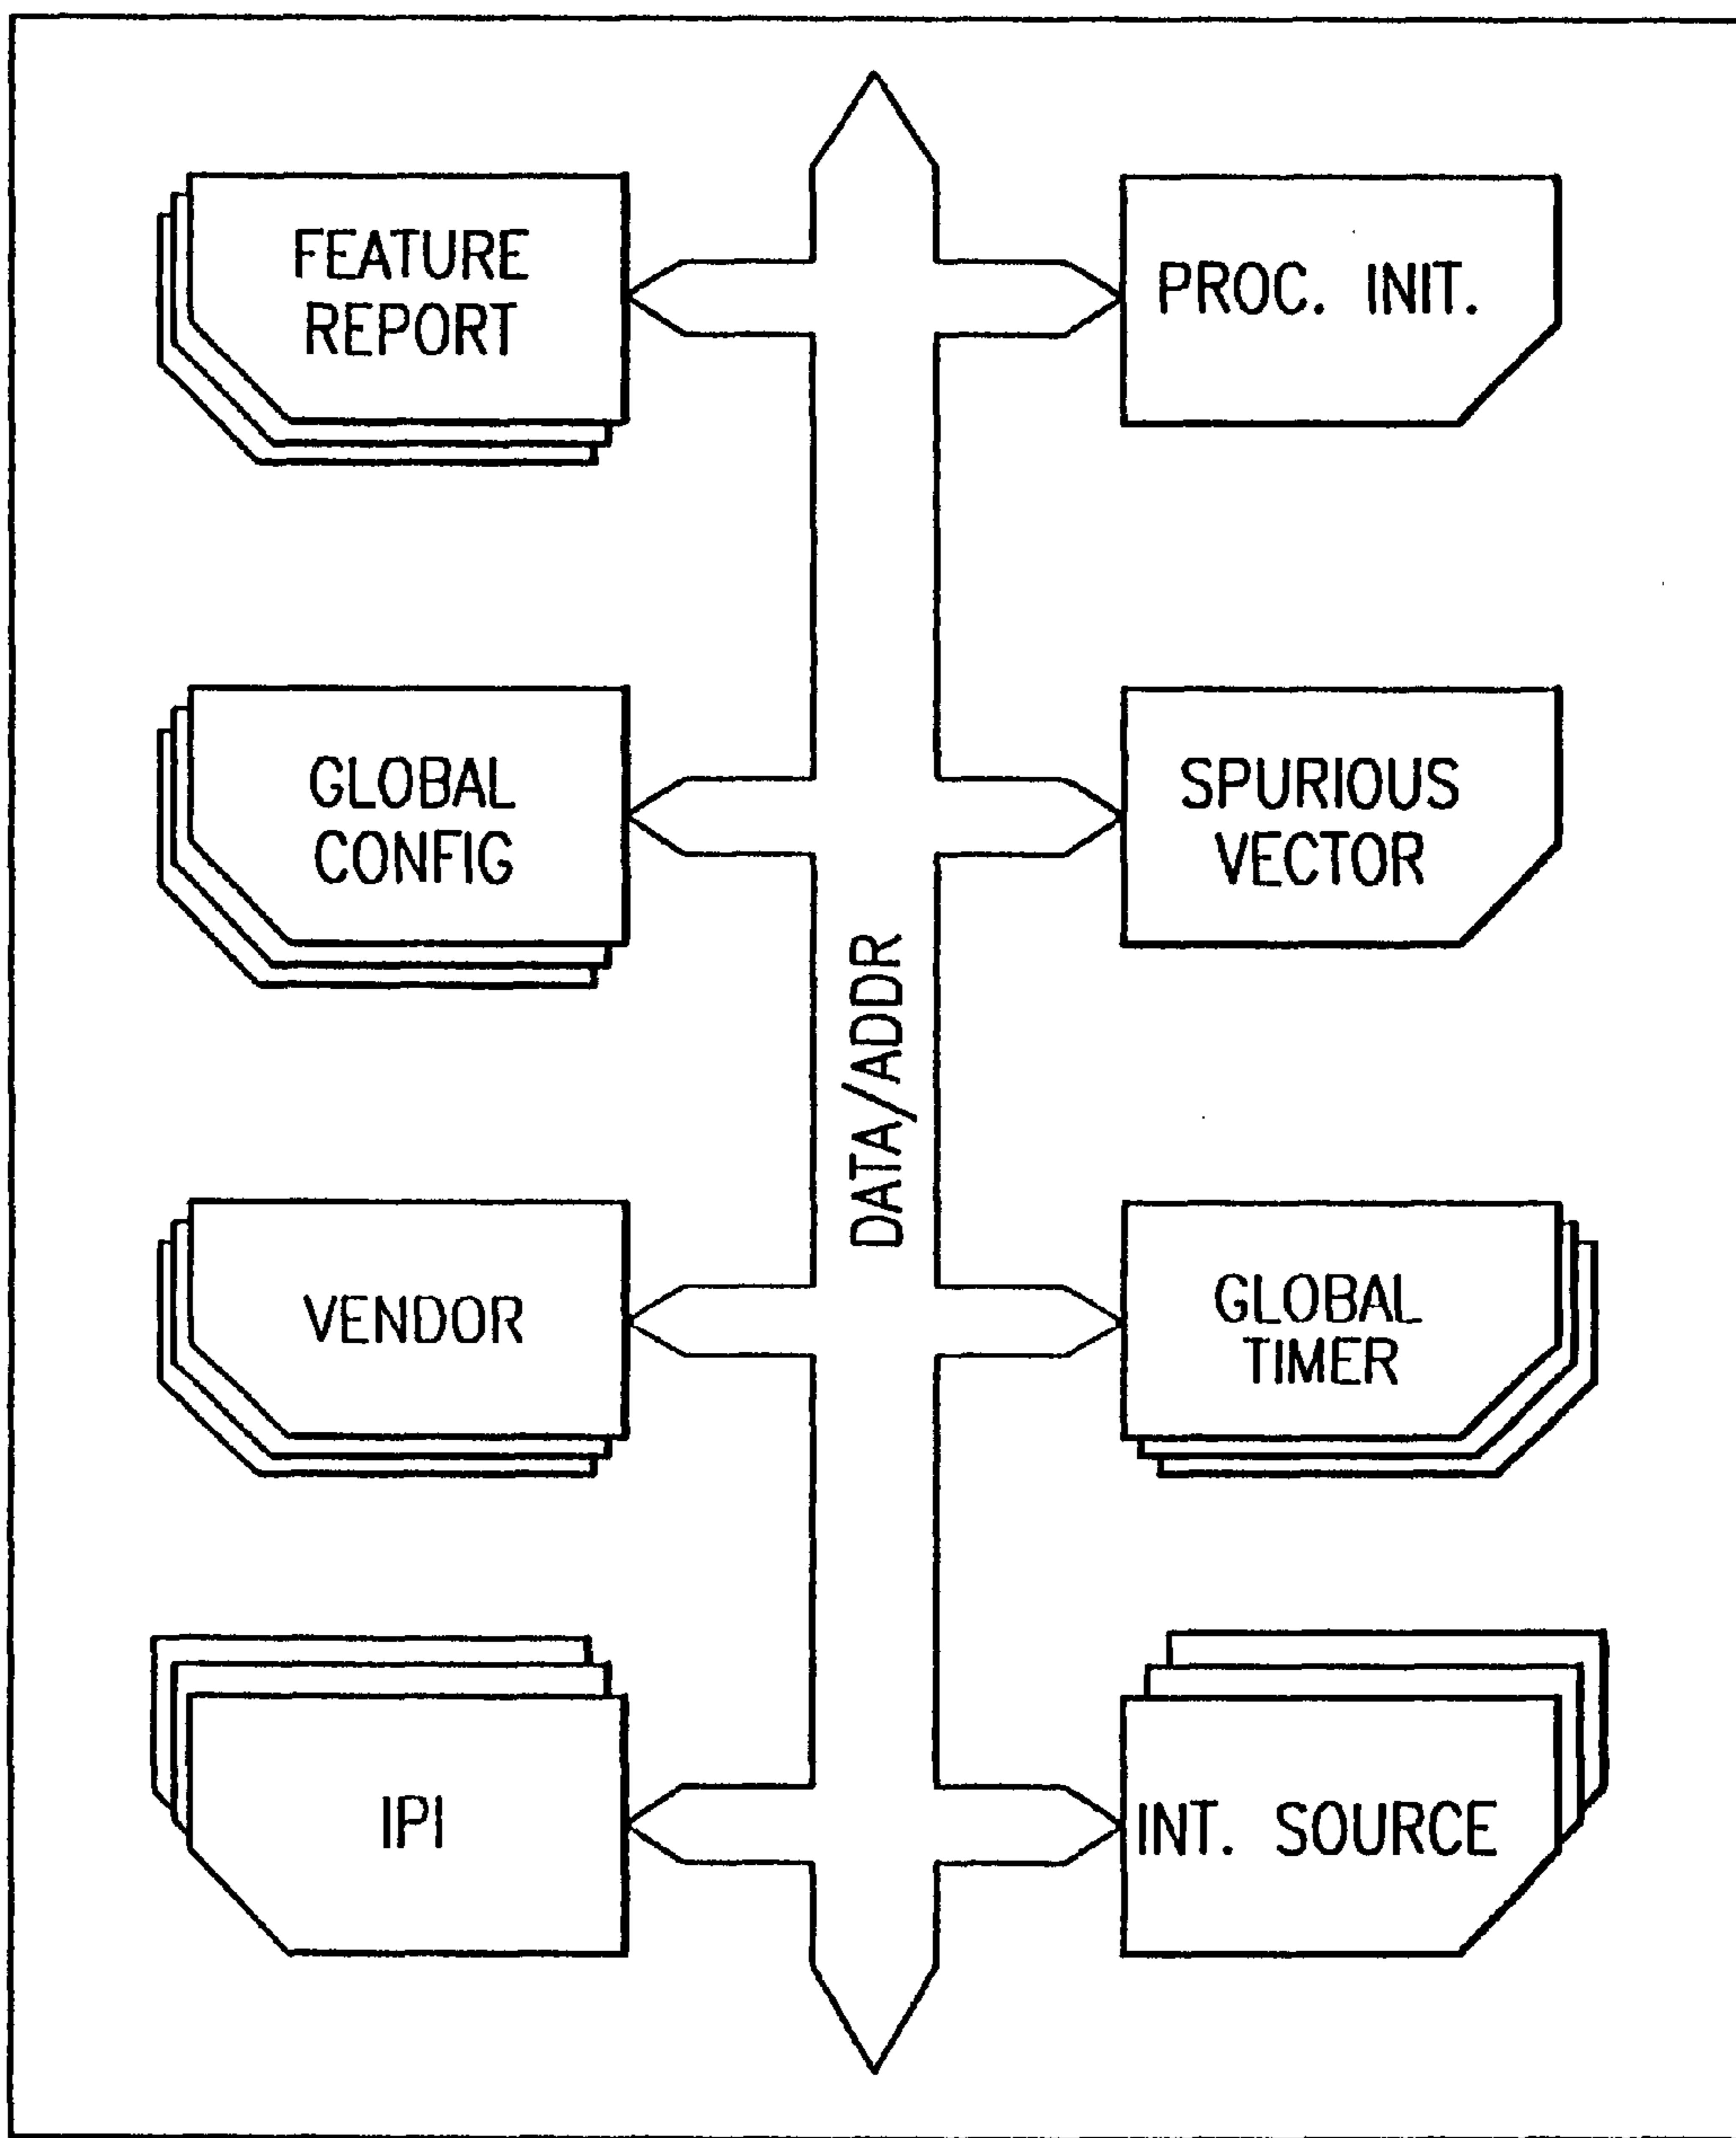 FEATURE
REPORT
PROC. INIT.
GLOBAL
CONFIG
SPURIOUS
VECTOR
DATA/ADDR
VENDOR
GLOBAL
TIMER
IPI
INT. SOURCE